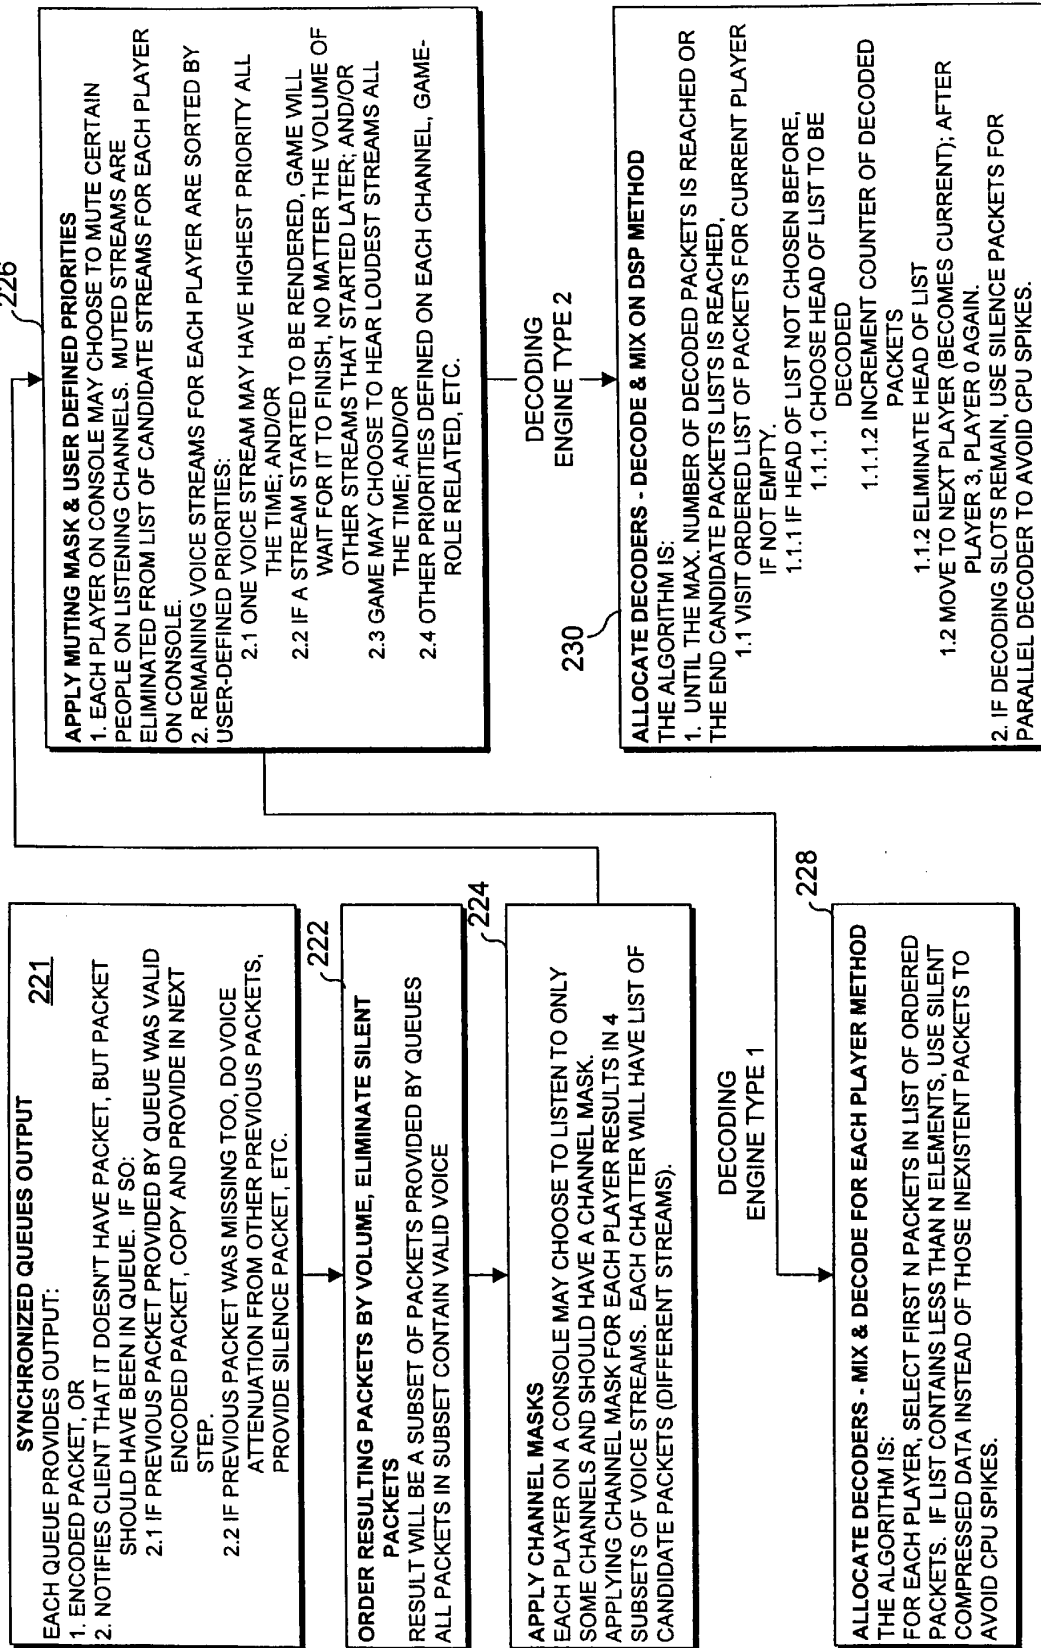 SYNCHRONIZED QUEUES OUTPUT
221
EACH QUEUE PROVIDES OUTPUT:
1. ENCODED PACKET, OR
2. NOTIFIES CLIENT THAT IT DOESN'T HAVE PACKET, BUT PACKET
SHOULD HAVE BEEN IN QUEUE. IF SO:
2.1 IF PREVIOUS PACKET PROVIDED BY QUEUE WAS VALID
ENCODED PACKET, COPY AND PROVIDE IN NEXT
STEP.
2.2 IF PREVIOUS PACKET WAS MISSING TOO, DO VOICE
ATTENUATION FROM OTHER PREVIOUS PACKETS,
PROVIDE SILENCE PACKET, ETC.
222
ORDER RESULTING PACKETS BY VOLUME, ELIMINATE SILENT
PACKETS
RESULT WILL BE A SUBSET OF PACKETS PROVIDED BY QUEUES
ALL PACKETS IN SUBSET CONTAIN VALID VOICE
224
APPLY CHANNEL MASKS
EACH PLAYER ON A CONSOLE MAY CHOOSE TO LISTEN TO ONLY
SOME CHANNELS AND SHOULD HAVE A CHANNEL MASK.
APPLYING CHANNEL MASK FOR EACH PLAYER RESULTS IN 4
SUBSETS OF VOICE STREAMS. EACH CHATTER WILL HAVE LIST OF
CANDIDATE PACKETS (DIFFERENT STREAMS).
226
APPLY MUTING MASK & USER DEFINED PRIORITIES
1. EACH PLAYER ON CONSOLE MAY CHOOSE TO MUTE CERTAIN
PEOPLE ON LISTENING CHANNELS. MUTED STREAMS ARE
ELIMINATED FROM LIST OF CANDIDATE STREAMS FOR EACH PLAYER
ON CONSOLE.
2. REMAINING VOICE STREAMS FOR EACH PLAYER ARE SORTED BY
USER-DEFINED PRIORITIES:
2.1 ONE VOICE STREAM MAY HAVE HIGHEST PRIORITY ALL
THE TIME; AND/OR
2.2 IF A STREAM STARTED TO BE RENDERED, GAME WILL
WAIT FOR IT TO FINISH, NO MATTER THE VOLUME OF
OTHER STREAMS THAT STARTED LATER; AND/OR
2.3 GAME MAY CHOOSE TO HEAR LOUDEST STREAMS ALL
THE TIME; AND/OR
2.4 OTHER PRIORITIES DEFINED ON EACH CHANNEL, GAME-
ROLE RELATED, ETC.
DECODING
ENGINE TYPE 1
228
ALLOCATE DECODERS - MIX & DECODE FOR EACH PLAYER METHOD
THE ALGORITHM IS:
FOR EACH PLAYER, SELECT FIRST N PACKETS IN LIST OF ORDERED
PACKETS. IF LIST CONTAINS LESS THAN N ELEMENTS, USE SILENT
COMPRESSED DATA INSTEAD OF THOSE INEXISTENT PACKETS TO
AVOID CPU SPIKES.
DECODING
ENGINE TYPE 2
230
ALLOCATE DECODERS - DECODE & MIX ON DSP METHOD
THE ALGORITHM IS:
1. UNTIL THE MAX. NUMBER OF DECODED PACKETS IS REACHED OR
THE END CANDIDATE PACKETS LISTS IS REACHED,
1.1 VISIT ORDERED LIST OF PACKETS FOR CURRENT PLAYER
IF NOT EMPTY.
1.1.1 IF HEAD OF LIST NOT CHOSEN BEFORE,
1.1.1.1 CHOOSE HEAD OF LIST TO BE
DECODED
1.1.1.2 INCREMENT COUNTER OF DECODED
PACKETS
1.1.2 ELIMINATE HEAD OF LIST
1.2 MOVE TO NEXT PLAYER (BECOMES CURRENT); AFTER
PLAYER 3, PLAYER 0 AGAIN.
2. IF DECODING SLOTS REMAIN, USE SILENCE PACKETS FOR
PARALLEL DECODER TO AVOID CPU SPIKES.